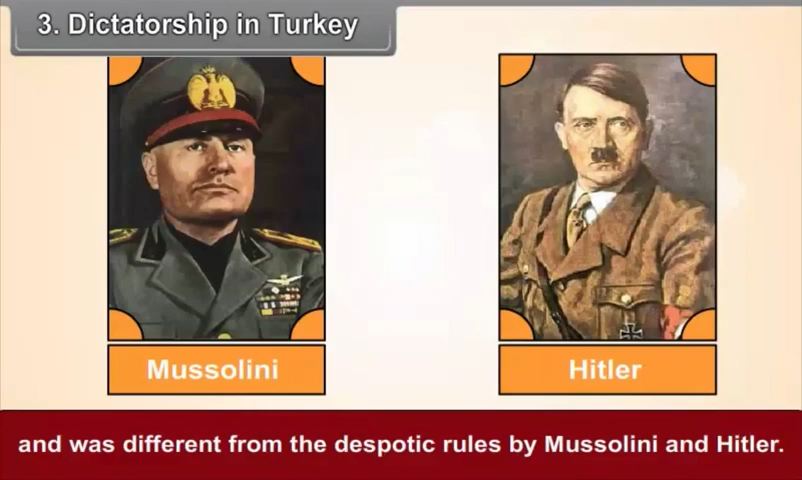 3. Dictatorship in Turkey
Mussolini
Hitler
and was different from the despotic rules by Mussolini and Hitler.